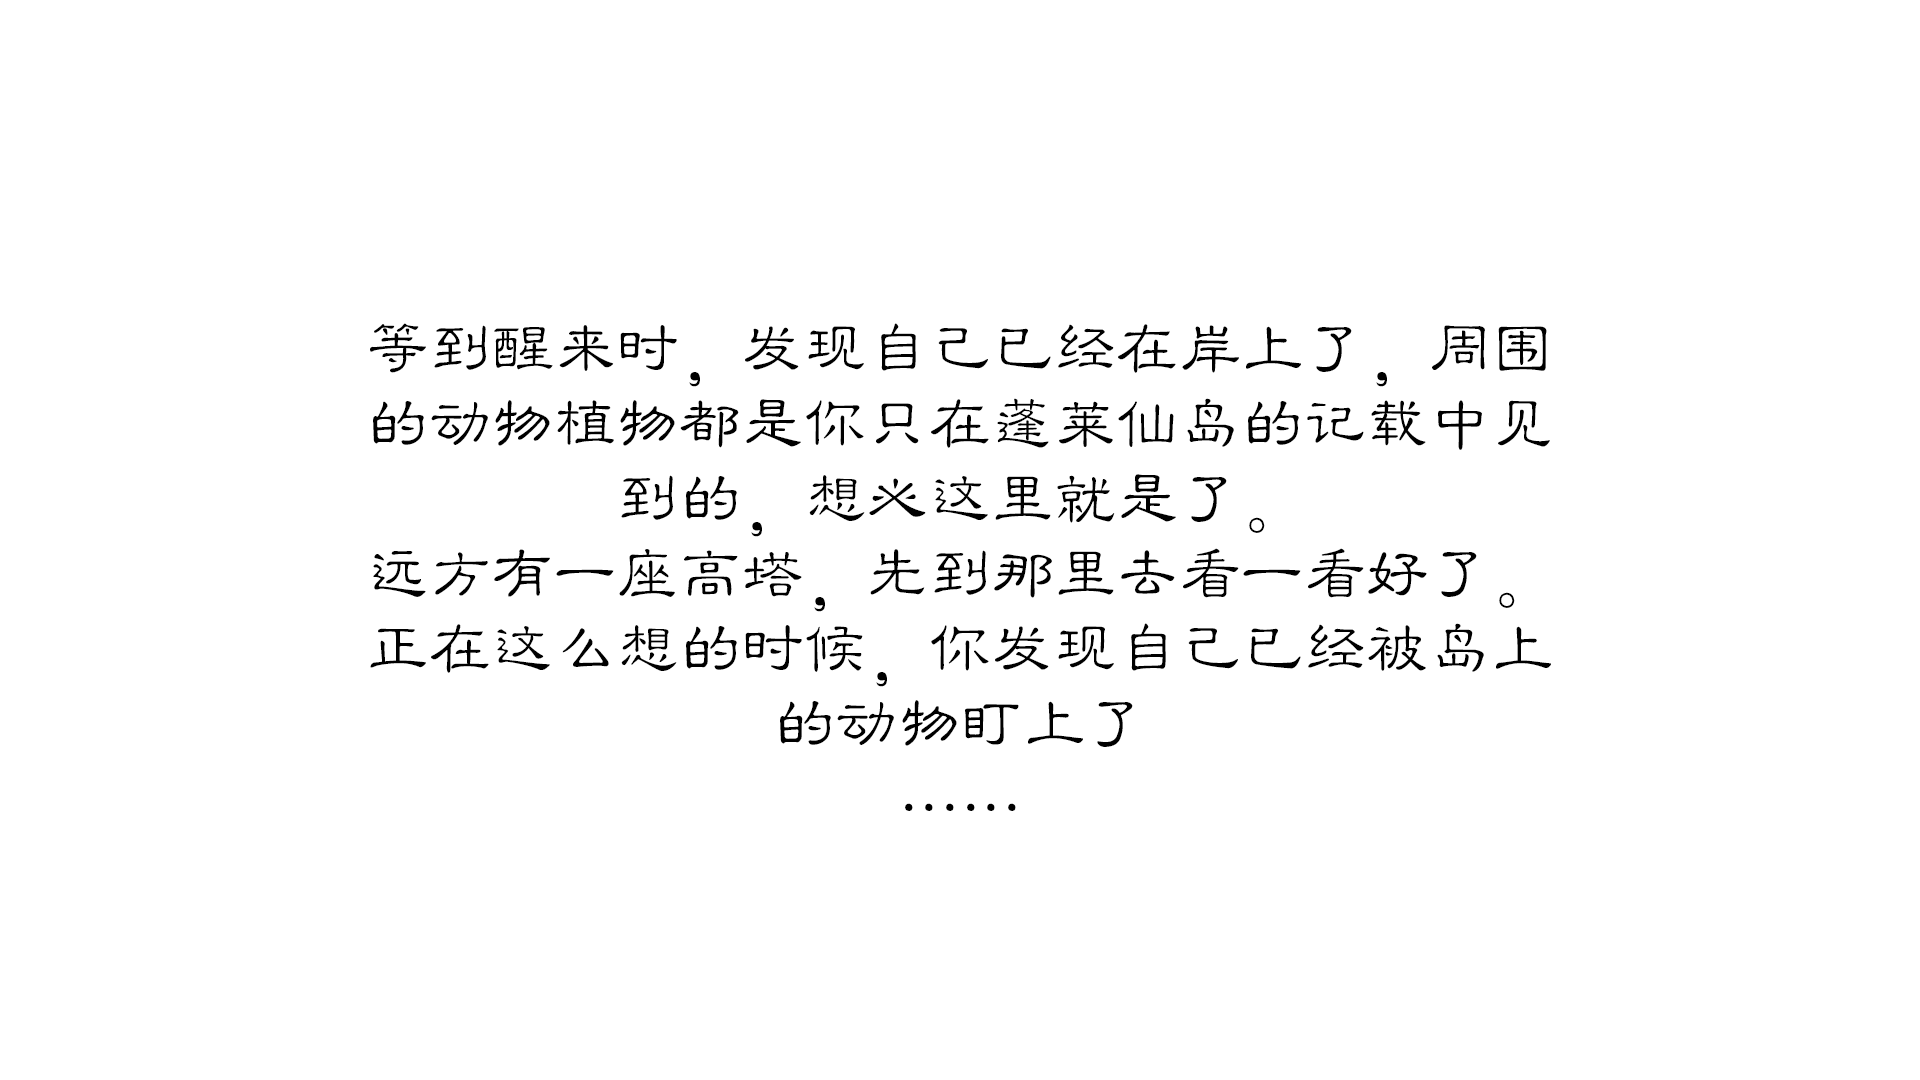 等到醒来时，发现自己已经在岸上了，周围
的动物植物都是你只在蓬莱仙岛的记载中见
到的，想必这里就是了。
远方有一座高塔，先到那里去看一看好了。
正在这么想的时候，你发现自己已经被岛上
的动物盯上了
……